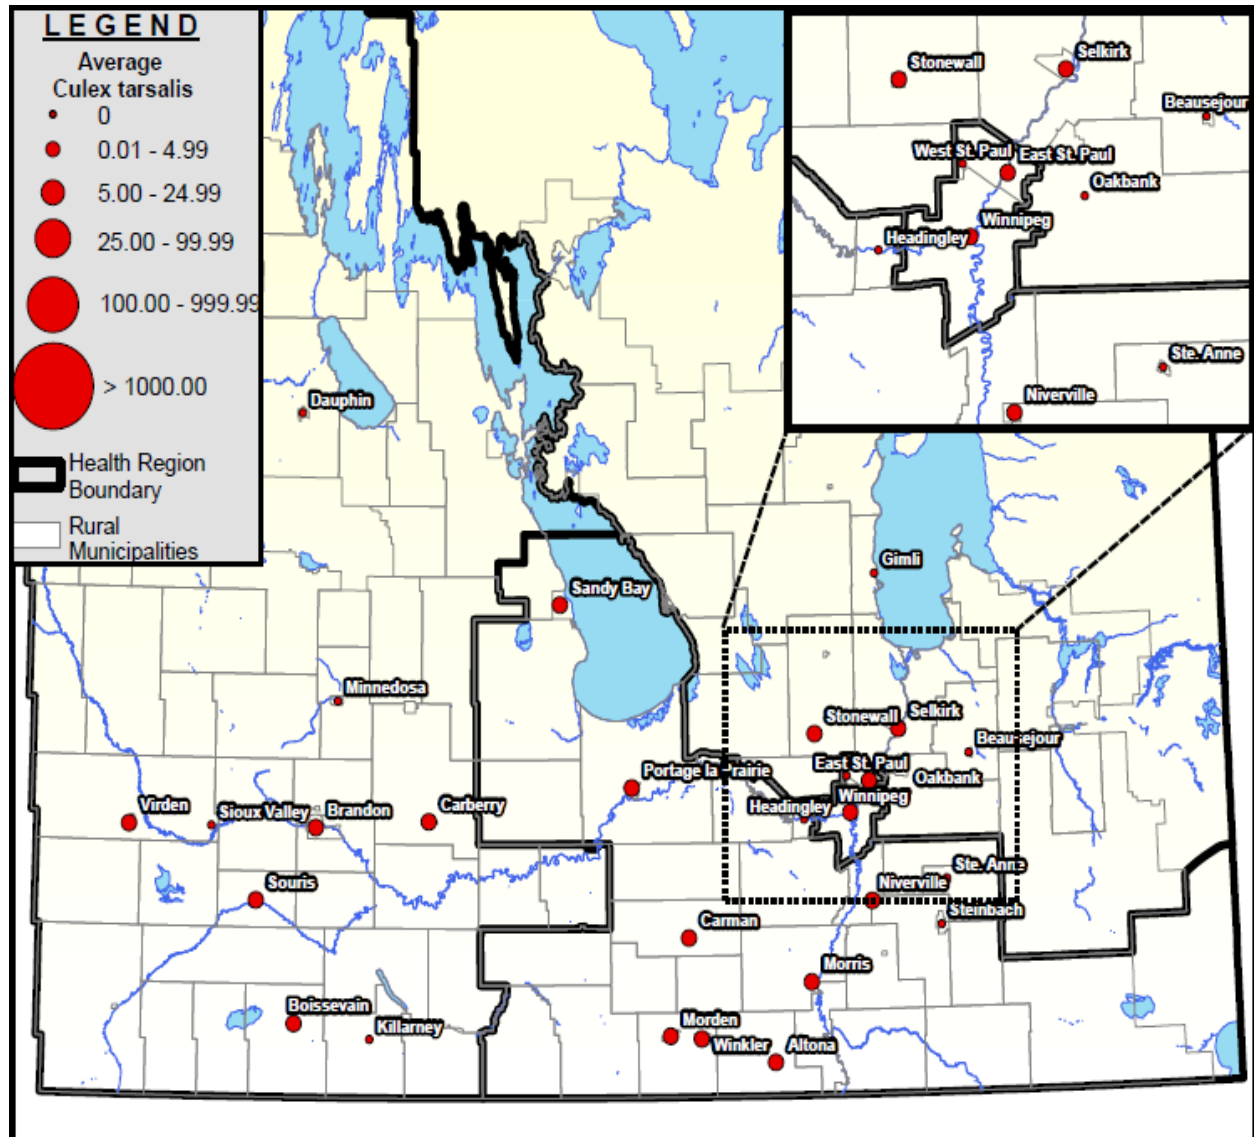 LEGEND
Average
Culex tarsalis
0
0.01 - 4.99
5.00 - 24.99
25.00 - 99.99
100.00 - 999.99
> 1000.00
Health Region
Boundary
Rural
Municipalities
Stonewall
Selkirk
Beausejour
West St. Paul
East St. Paul
Oakbank
Winnipeg
Headingley
Ste. Anne
Niverville
Dauphin
Gimli
Sandy Bay
Minnedosa
Stonewall
Selkirk
Beausejour
East St. Paul
Oakbank
Portage la Prairie
Headingley
Winnipeg
Virden
Sioux Valley
Brandon
Carberry
Ste. Anne
Niverville
Souris
Steinbach
Carman
Morris
Boissevain
Killarney
Morden
Winkler
Altona